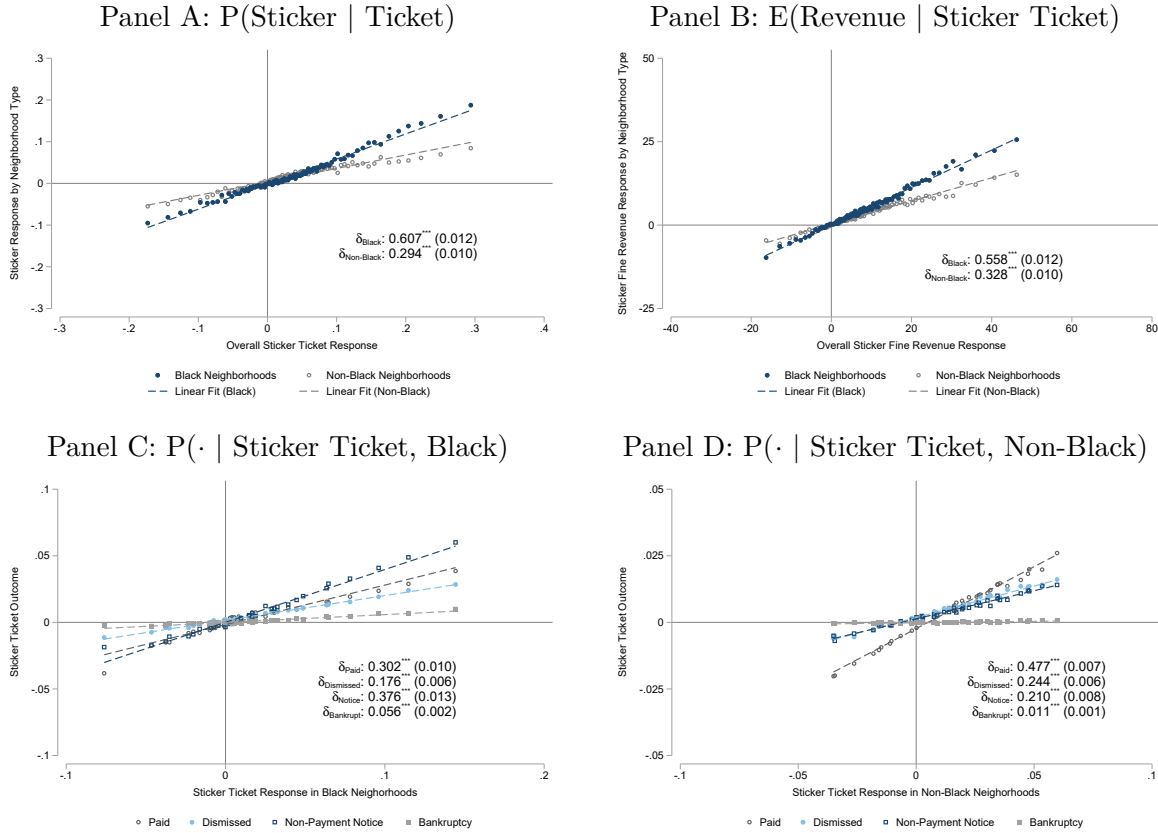 Panel A: P(Sticker | Ticket)
Sticker Response by Neighborhood Type
.3
.2
.1
0
-.1
-.2
-.3
δBlack: 0.607*** (0.012)
δNon-Black: 0.294*** (0.010)
-.3 -.2 -.1 0 .1 .2 .3 .4
Overall Sticker Ticket Response
Black Neighborhoods Non-Black Neighborhoods
Linear Fit (Black) Linear Fit (Non-Black)
Panel B: E(Revenue | Sticker Ticket)
Sticker Fine Revenue Response by Neighborhood Type
50
25
0
-25
δBlack: 0.558*** (0.012)
δNon-Black: 0.328*** (0.010)
-40 -20 0 20 40 60 80
Overall Sticker Fine Revenue Response
Black Neighborhoods Non-Black Neighborhoods
Linear Fit (Black) Linear Fit (Non-Black)
Panel C: P(· | Sticker Ticket, Black)
Sticker Ticket Outcome
.1
.05
0
-.05
-.1
δPaid: 0.302*** (0.010)
δDismissed: 0.176*** (0.006)
δNotice: 0.376*** (0.013)
δBankrupt: 0.056*** (0.002)
-.1 0 .1 .2
Sticker Ticket Response in Black Neighorhoods
Paid Dismissed Non-Payment Notice Bankruptcy
Panel D: P(· | Sticker Ticket, Non-Black)
Sticker Ticket Outcome
.05
.025
0
-.025
-.05
δPaid: 0.477*** (0.007)
δDismissed: 0.244*** (0.006)
δNotice: 0.210*** (0.008)
δBankrupt: 0.011*** (0.001)
-.1 -.05 0 .05 .1
Sticker Ticket Response in Non-Black Neighorhoods
Paid Dismissed Non-Payment Notice Bankruptcy